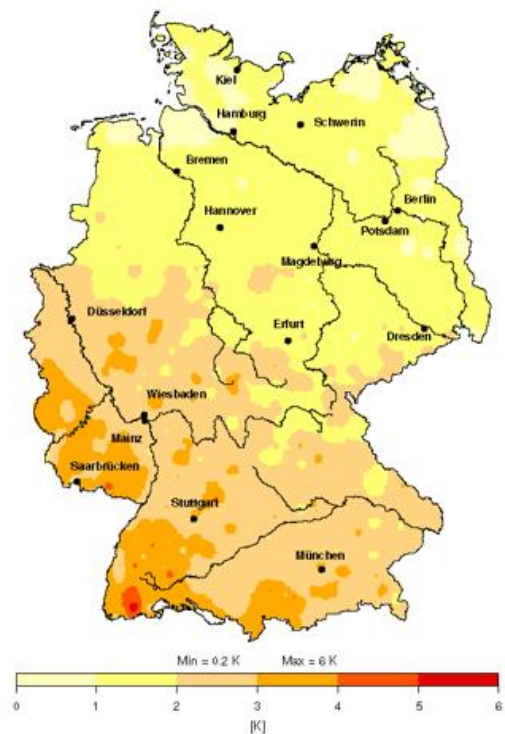 Kiel
Hamburg
Schwerin
Bremen
Berlin
Hannover
Potsdam
Magdeburg
Düsseldorf
Erfurt
Dresden
Wiesbaden
Mainz
Saarbrücken
Stuttgart
München
Min = 0.2 K Max = 6 K
0 1 2 3 4 5 6
[K]